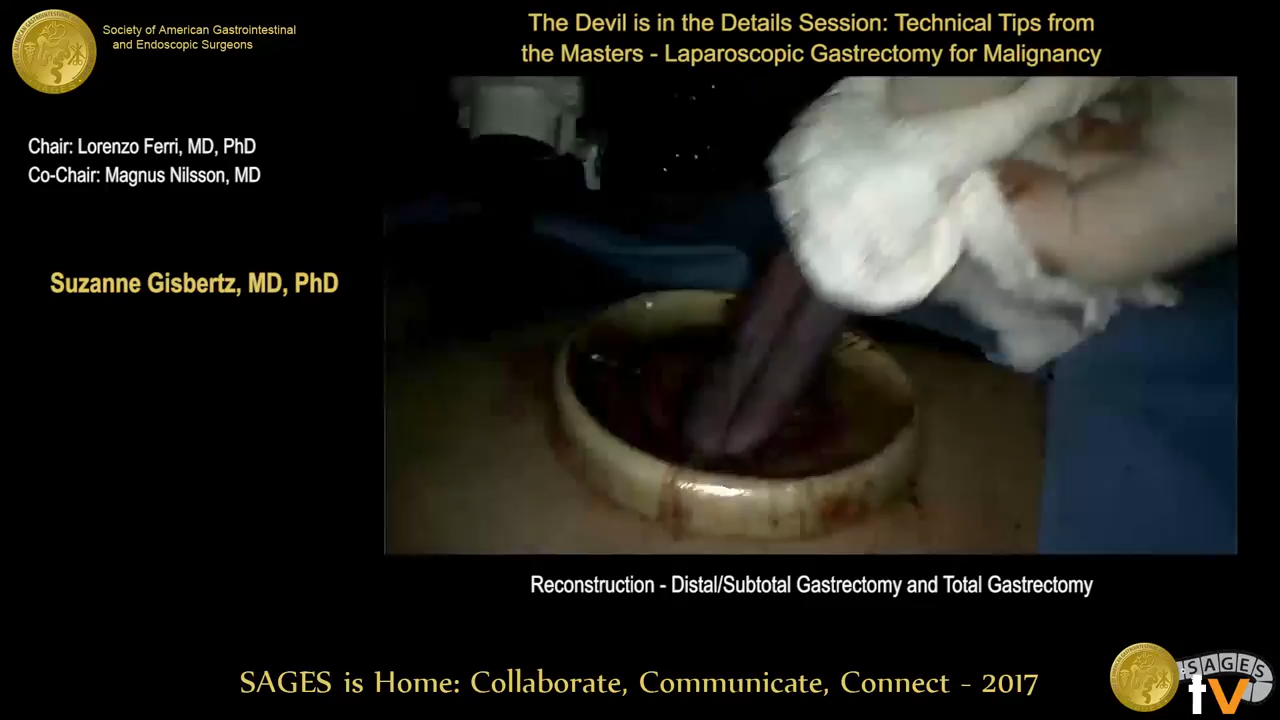 Society of American Gastrointestinal
and Endoscopic Surgeons
The Devil is in the Details Session: Technical Tips from
the Masters - Laparoscopic Gastrectomy for Malignancy
Chair: Lorenzo Ferri, MD, PhD
Co-Chair: Magnus Nilsson, MD
Suzanne Gisbertz, MD, PhD
Reconstruction - Distal/Subtotal Gastrectomy and Total Gastrectomy
SAGES is Home: Collaborate, Communicate, Connect - 2017
SAGES
tv